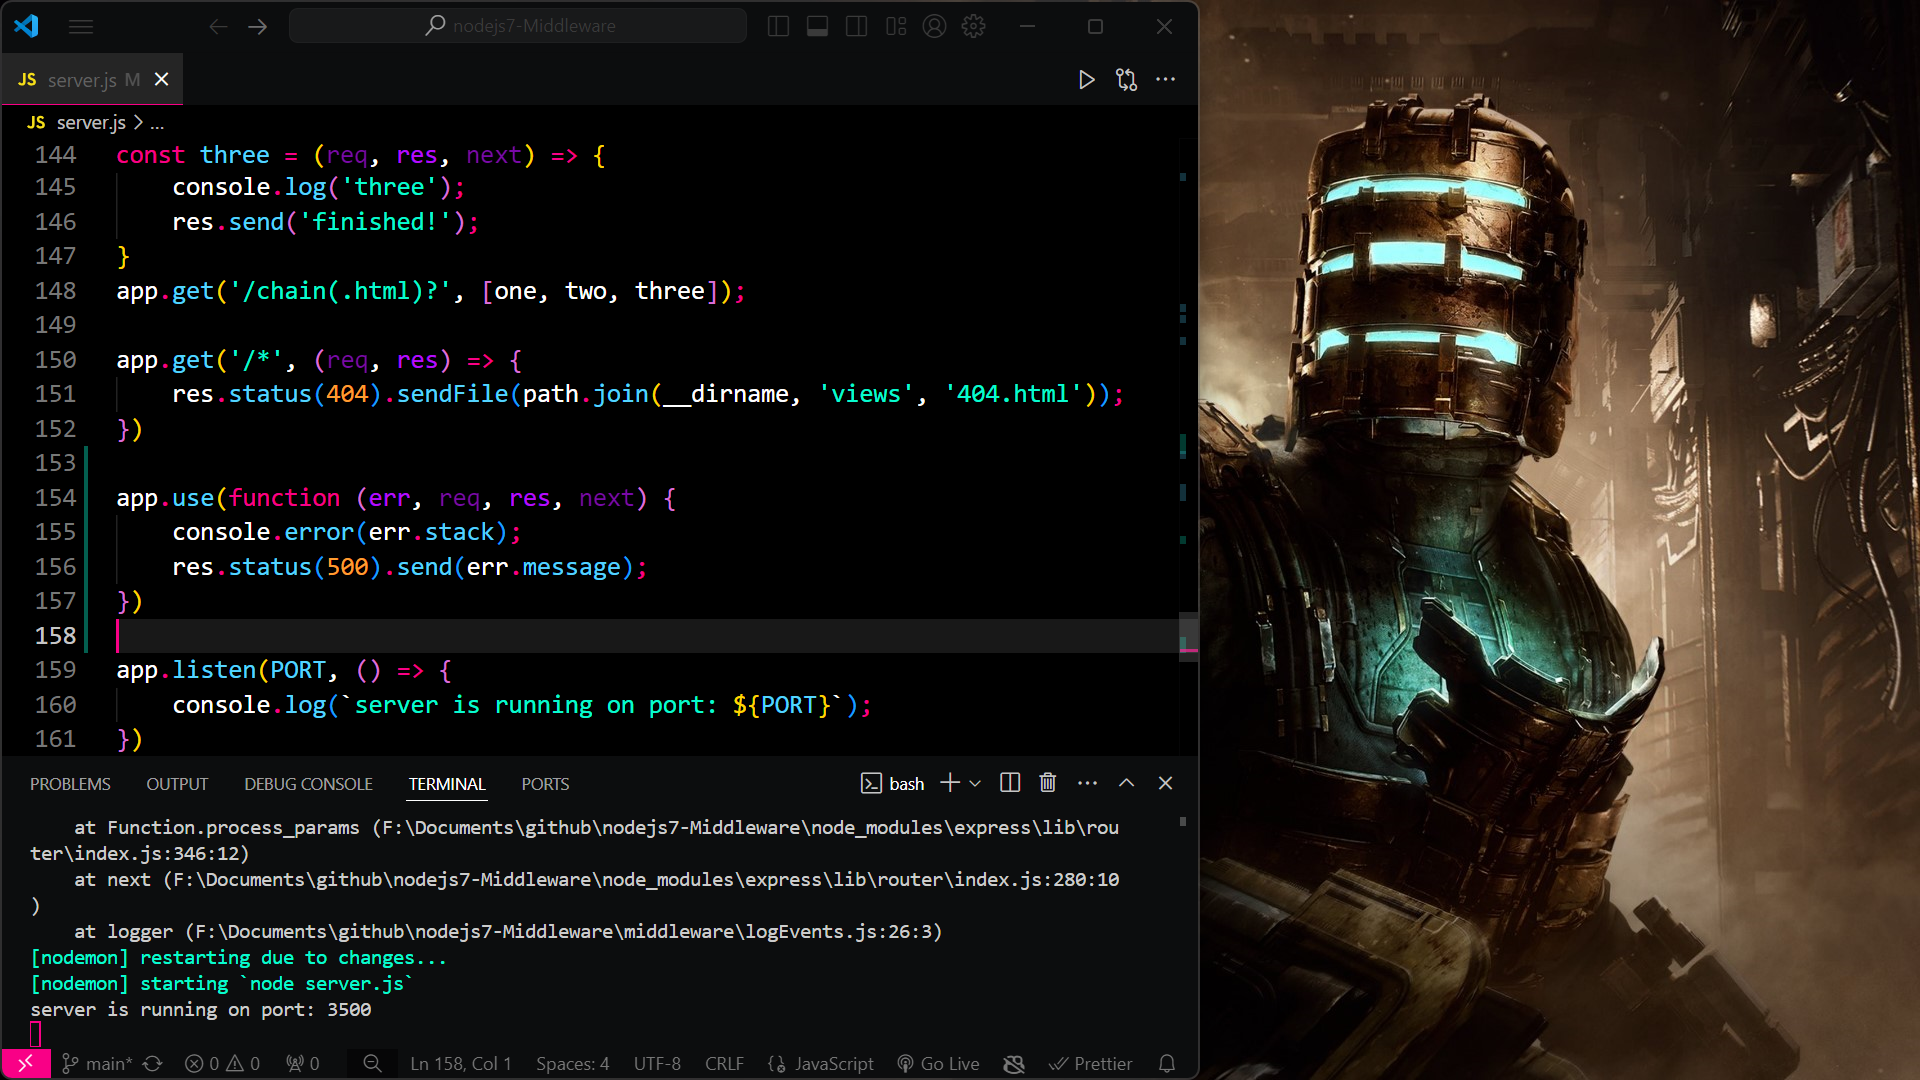 nodejs7-Middleware
JS server.js M
JS server.js > ...
144 const three = (req, res, next) => {
145 console.log('three');
146 res.send('finished!');
147 }
148 app.get('/chain(.html)?', [one, two, three]);
149
150 app.get('/*', (req, res) => {
151 res.status(404).sendFile(path.join(__dirname, 'views', '404.html'));
152 })
153
154 app.use(function (err, req, res, next) {
155 console.error(err.stack);
156 res.status(500).send(err.message);
157 })
158
159 app.listen(PORT, () => {
160 console.log(`server is running on port: ${PORT}`);
161 })
PROBLEMS OUTPUT DEBUG CONSOLE TERMINAL PORTS bash
at Function.process_params (F:\Documents\github\nodejs7-Middleware\node_modules\express\lib\rou
ter\index.js:346:12)
at next (F:\Documents\github\nodejs7-Middleware\node_modules\express\lib\router\index.js:280:10
)
at logger (F:\Documents\github\nodejs7-Middleware\middleware\logEvents.js:26:3)
[nodemon] restarting due to changes...
[nodemon] starting `node server.js`
server is running on port: 3500
main* 0 0 0 Ln 158, Col 1 Spaces: 4 UTF-8 CRLF {} JavaScript Go Live Prettier